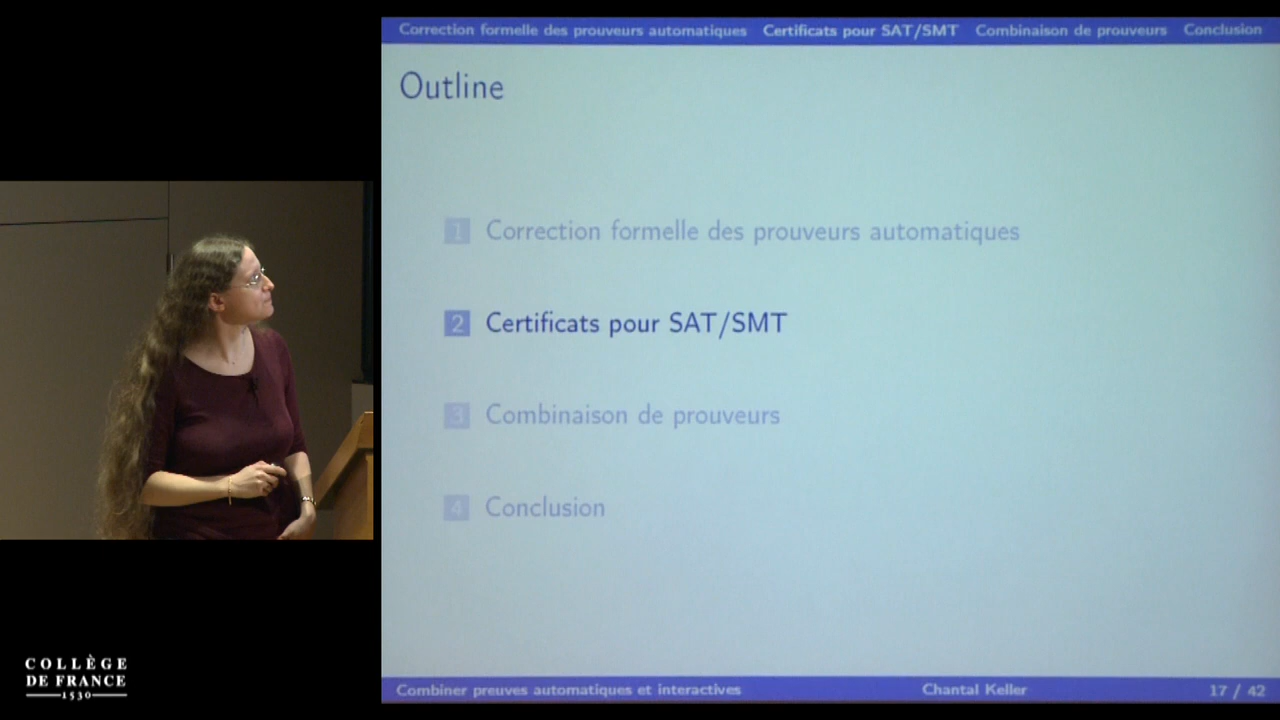 Correction formelle des prouveurs automatiques Certificats pour SAT/SMT Combinaison de prouveurs Conclusion
Outline
1 Correction formelle des prouveurs automatiques
2 Certificats pour SAT/SMT
3 Combinaison de prouveurs
4 Conclusion
Combiner preuves automatiques et interactives Chantal Keller 17 / 42
COLLÈGE
DE FRANCE
1530